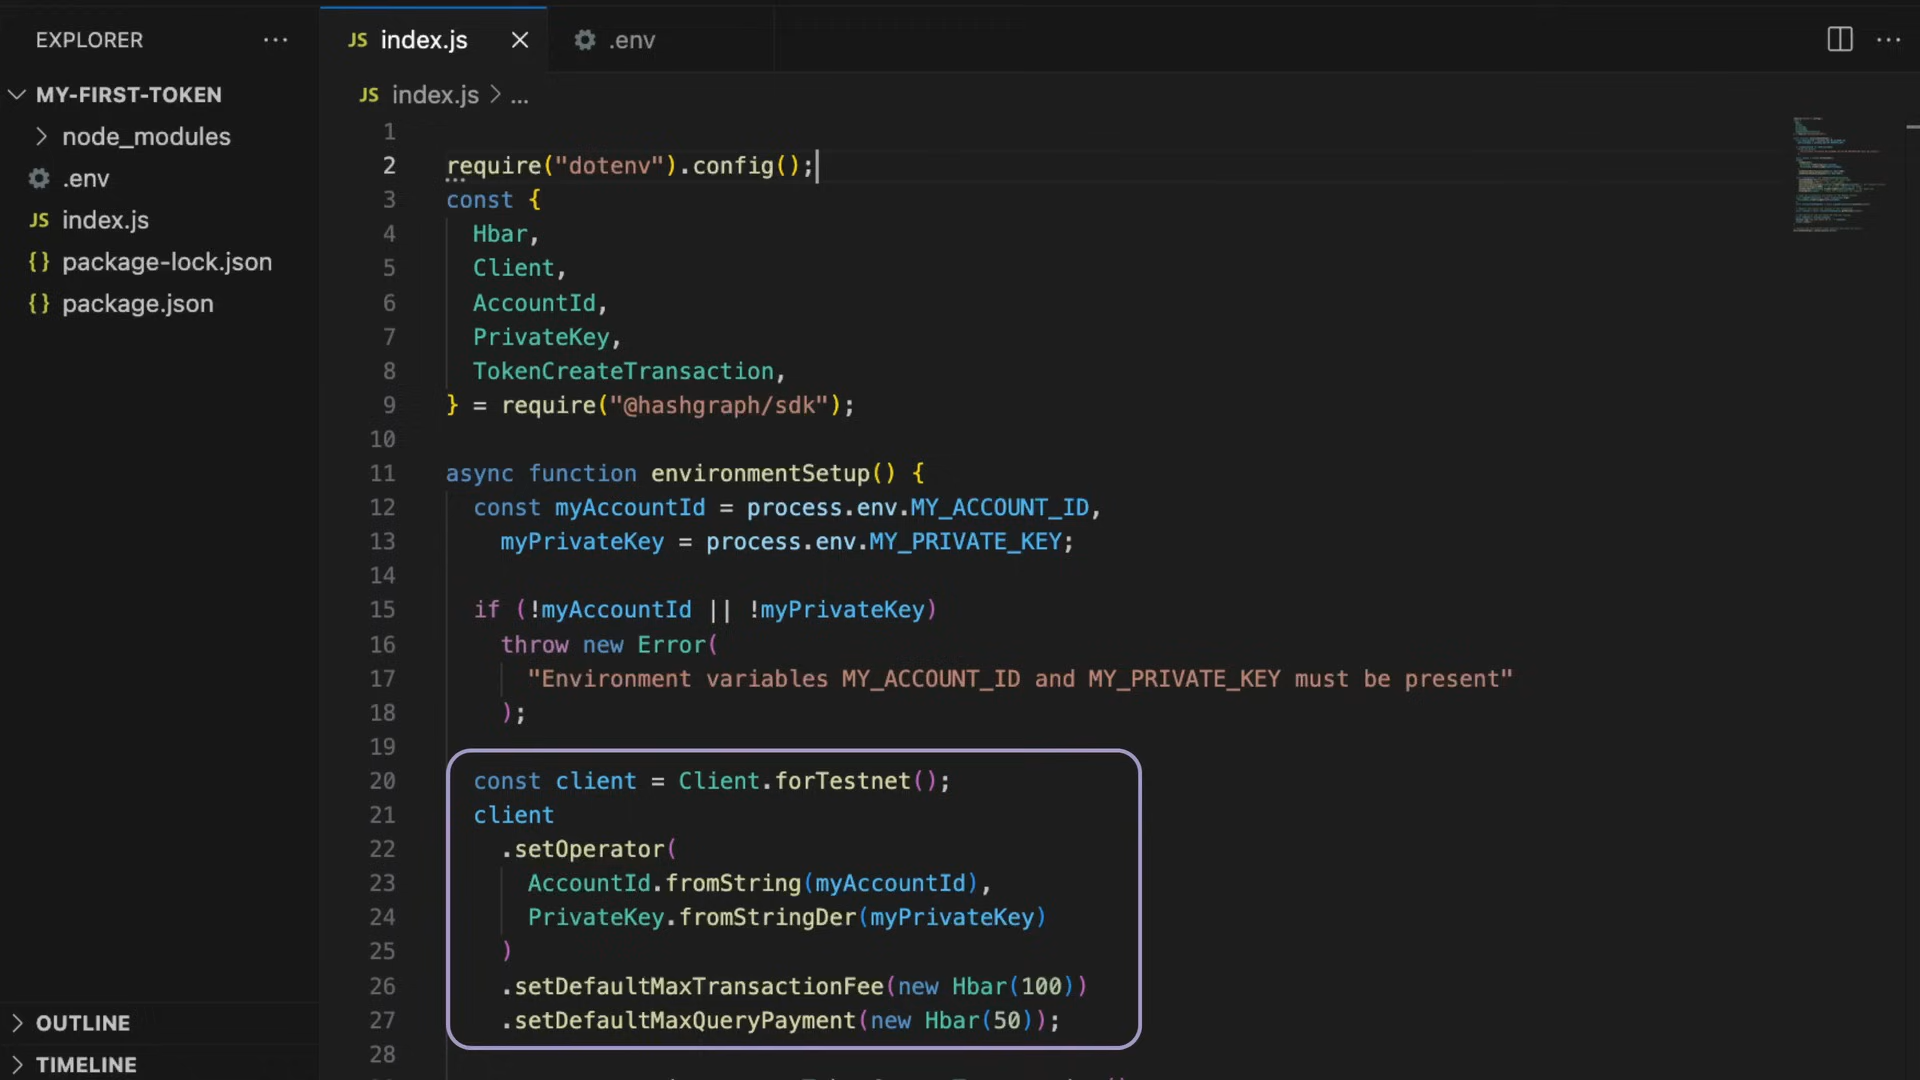 EXPLORER ...
MY-FIRST-TOKEN
node_modules
.env
JS index.js
{} package-lock.json
{} package.json
OUTLINE
TIMELINE
JS index.js
.env
JS index.js > ...
1
2 require("dotenv").config();
3 const {
4 Hbar,
5 Client,
6 AccountId,
7 PrivateKey,
8 TokenCreateTransaction,
9 } = require("@hashgraph/sdk");
10
11 async function environmentSetup() {
12 const myAccountId = process.env.MY_ACCOUNT_ID,
13 myPrivateKey = process.env.MY_PRIVATE_KEY;
14
15 if (!myAccountId || !myPrivateKey)
16 throw new Error(
17 "Environment variables MY_ACCOUNT_ID and MY_PRIVATE_KEY must be present"
18 );
19
20 const client = Client.forTestnet();
21 client
22 .setOperator(
23 AccountId.fromString(myAccountId),
24 PrivateKey.fromStringDer(myPrivateKey)
25 )
26 .setDefaultMaxTransactionFee(new Hbar(100))
27 .setDefaultMaxQueryPayment(new Hbar(50));
28